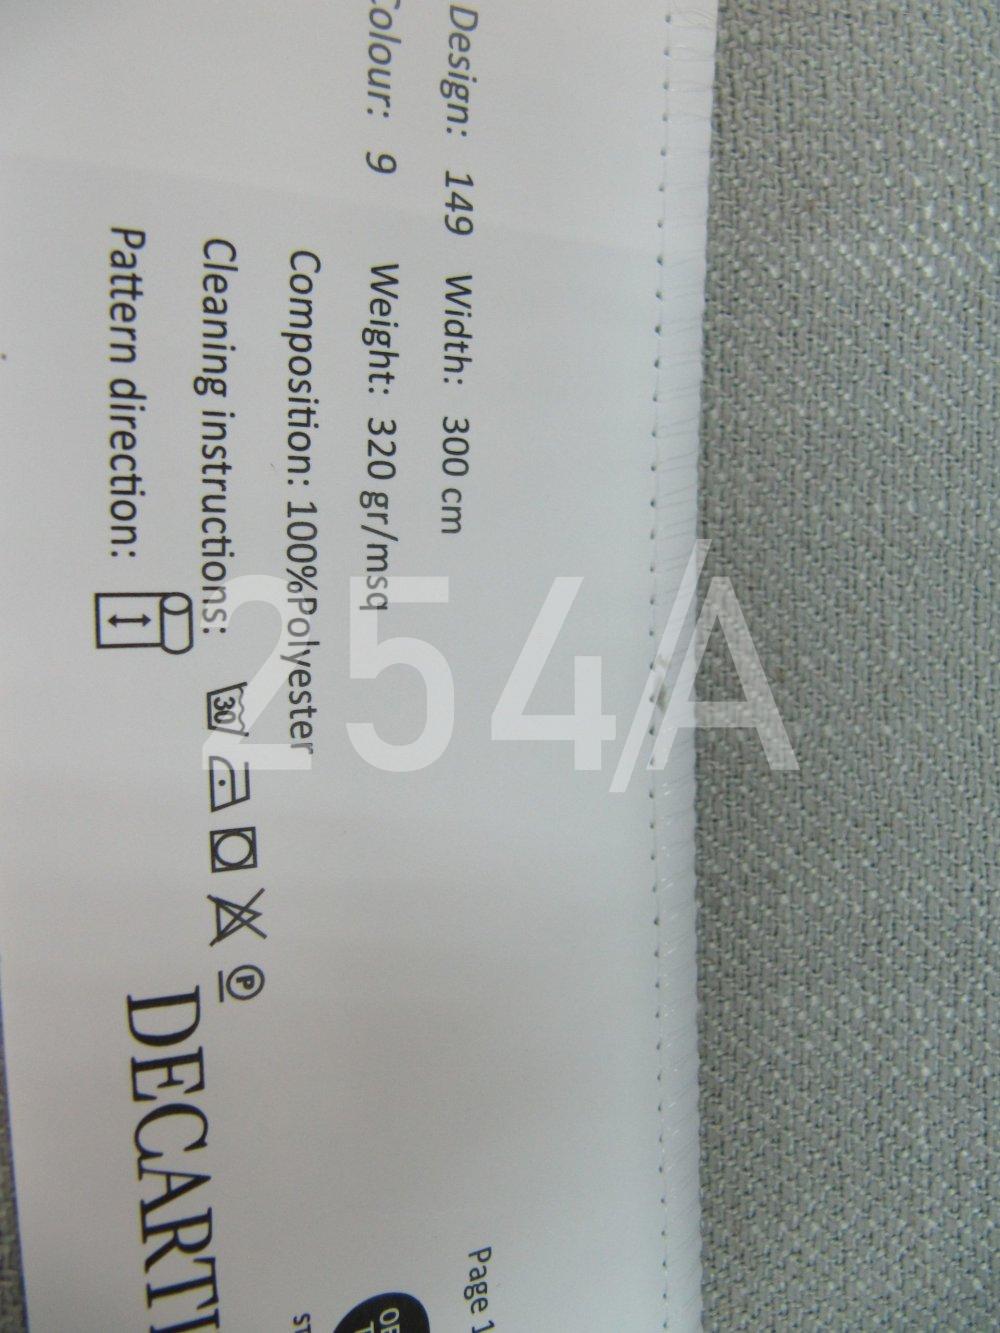 Design: 149 Width: 300 cm
Colour: 9 Weight: 320 gr/msq
Composition: 100%Polyester
Cleaning instructions: 30 P
Pattern direction:
DECARTI
Page 1
254/A